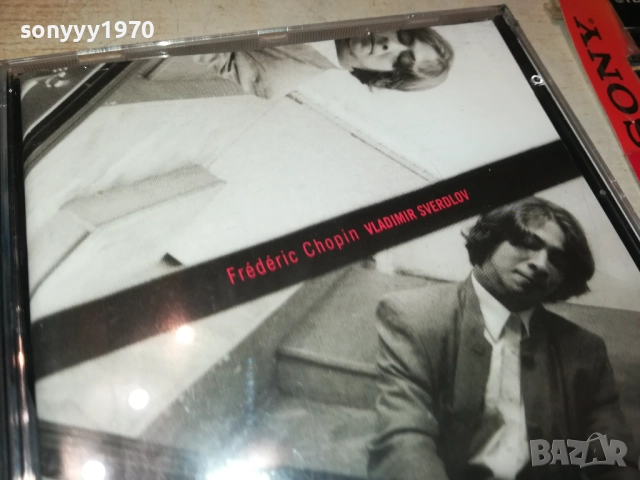 sonyyy1970
SONY
Frédéric Chopin VLADIMIR SVERDLOV
BAZAR